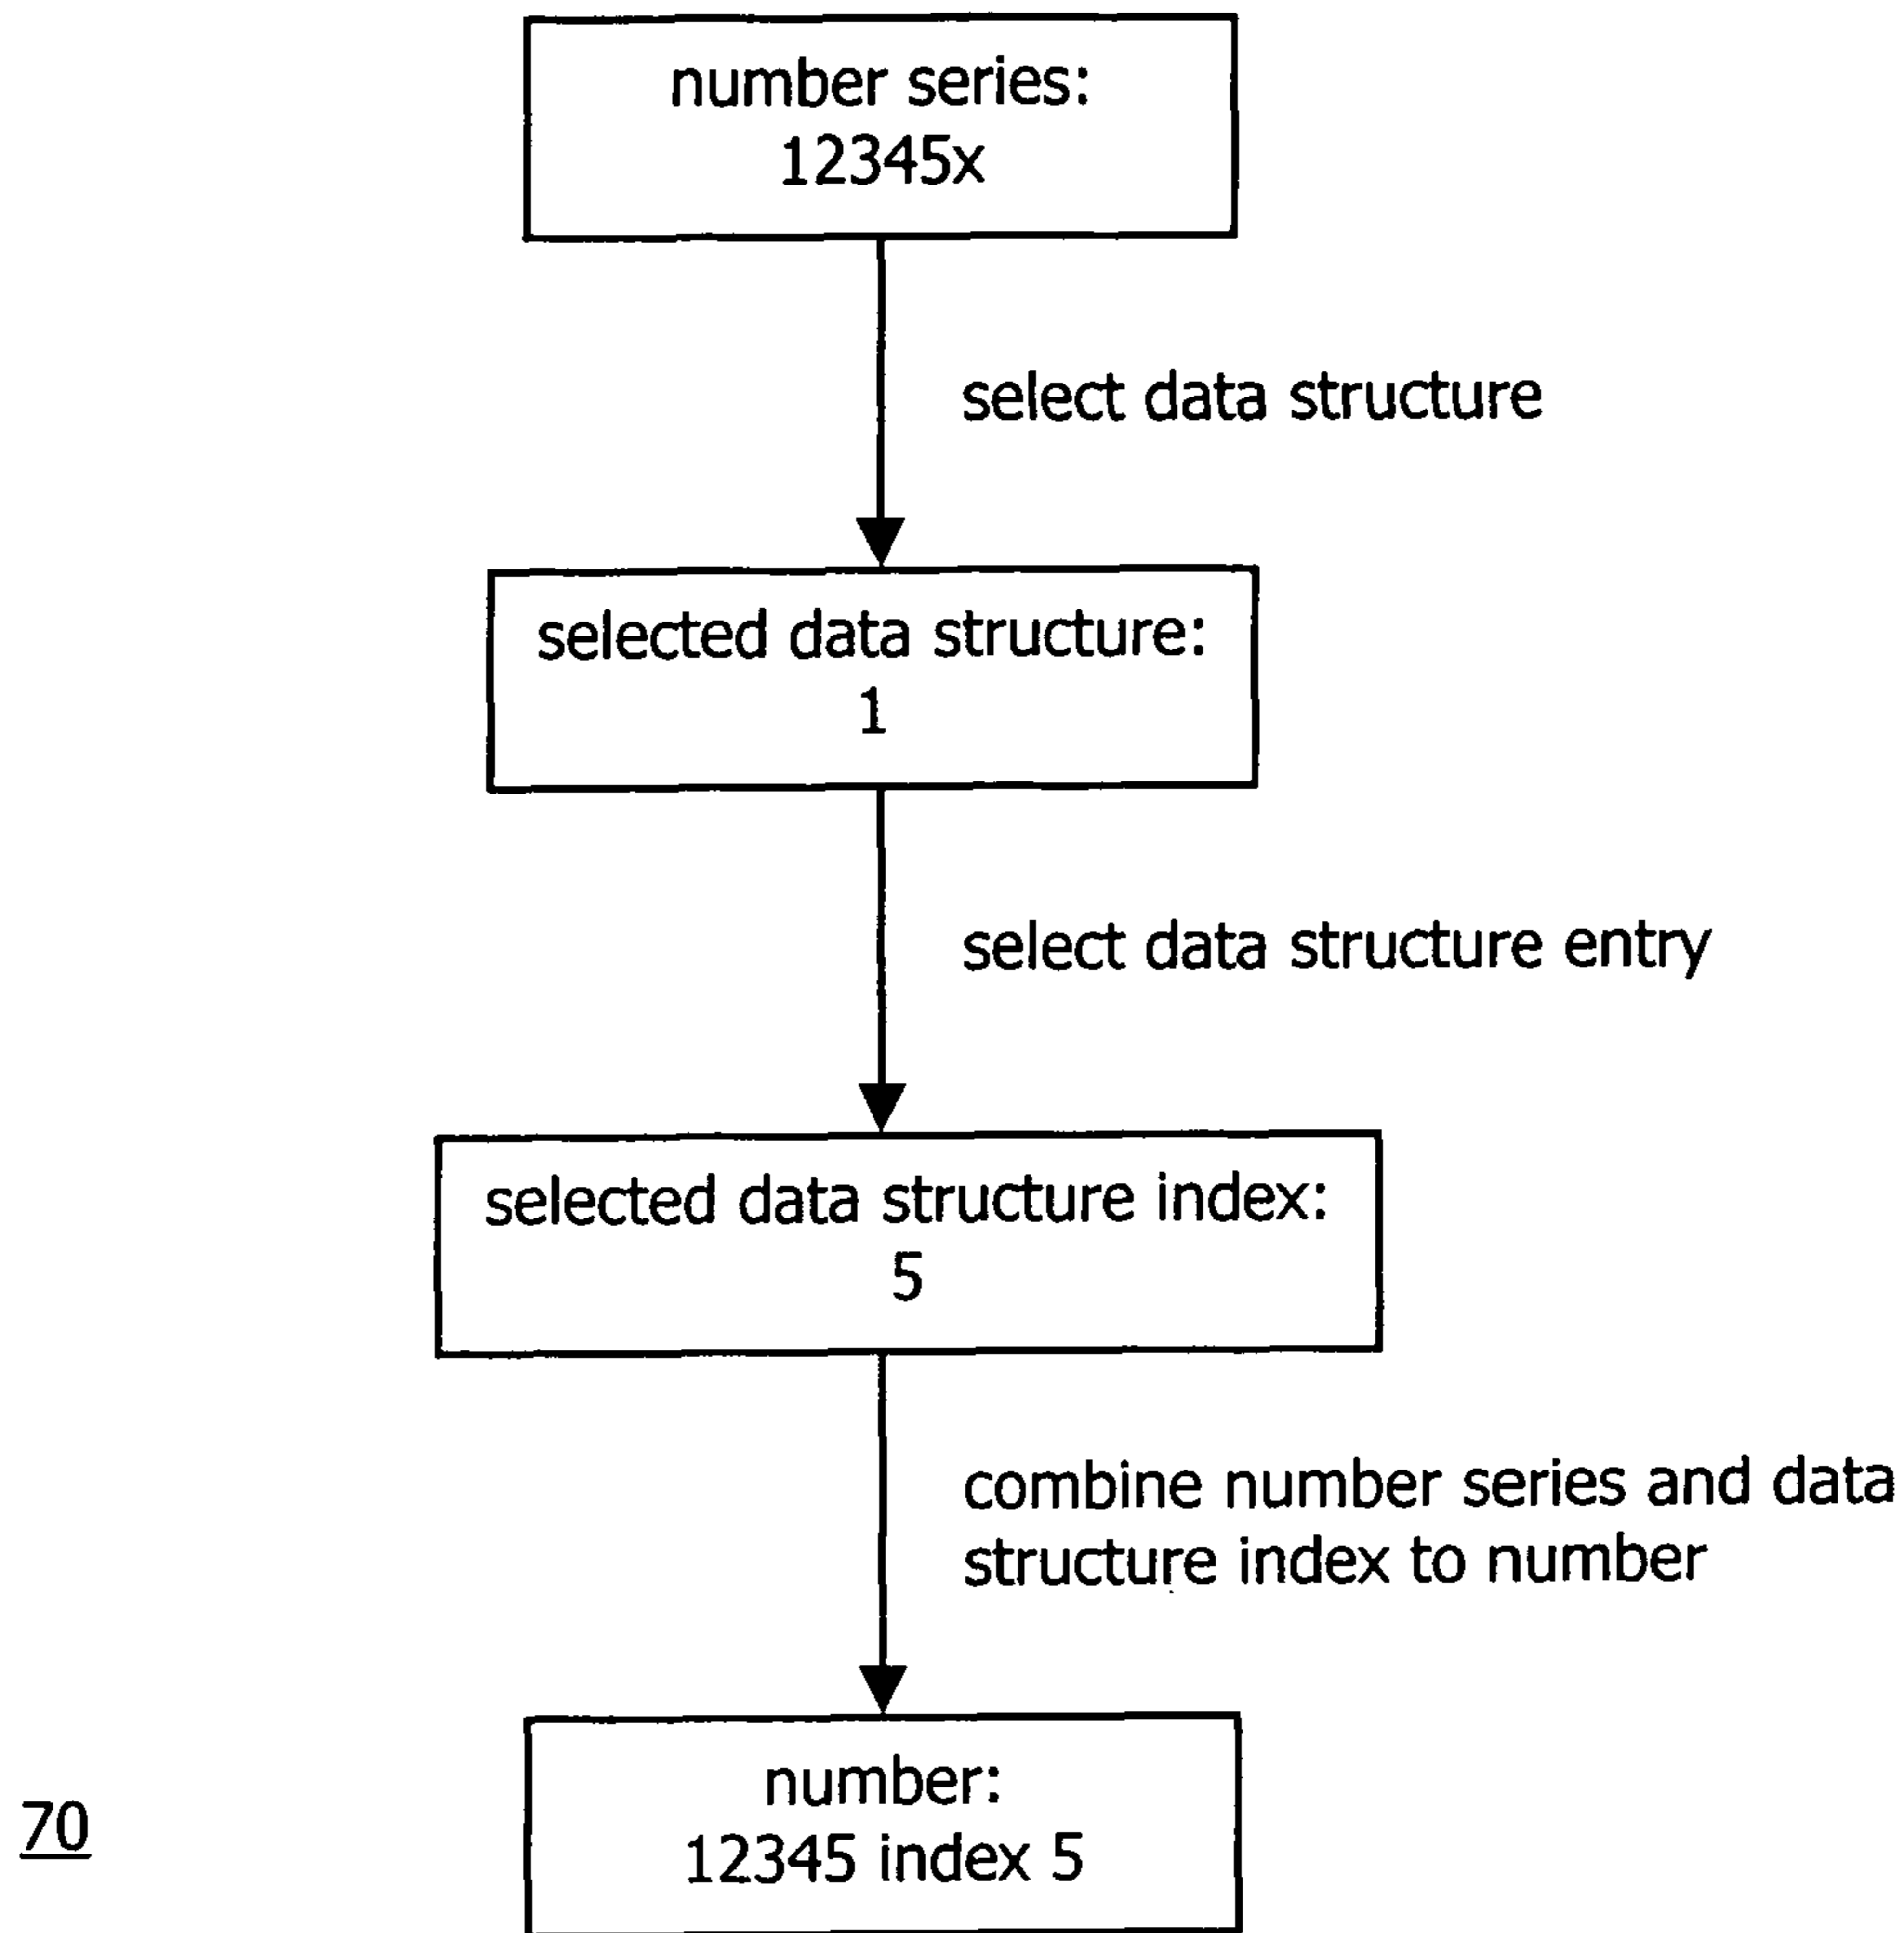 number series:
12345x
select data structure
selected data structure:
1
select data structure entry
selected data structure index:
5
combine number series and data
structure index to number
number:
12345 index 5
70